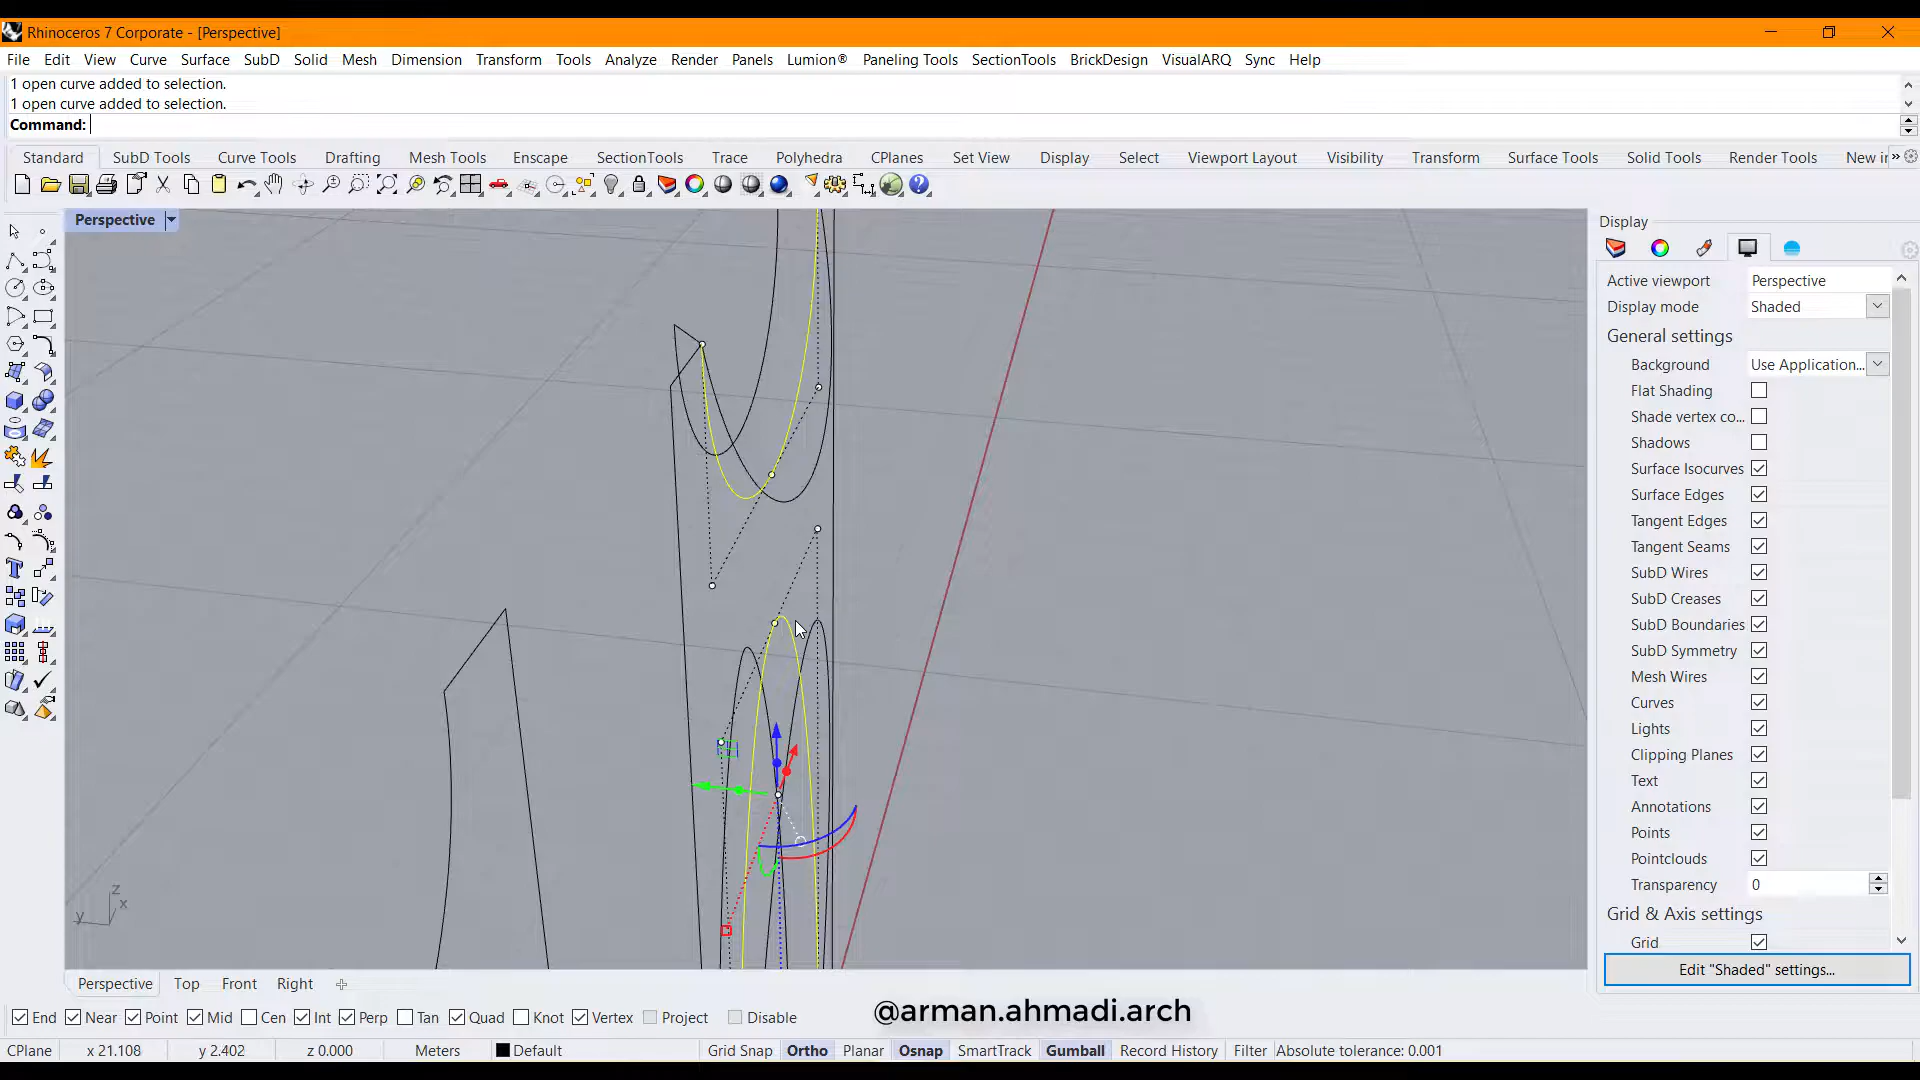 Rhinoceros 7 Corporate - [Perspective]
File Edit View Curve Surface SubD Solid Mesh Dimension Transform Tools Analyze Render Panels Lumion® Paneling Tools SectionTools BrickDesign VisualARQ Sync Help
1 open curve added to selection.
1 open curve added to selection.
Command:
Standard SubD Tools Curve Tools Drafting Mesh Tools Enscape SectionTools Trace Polyhedra CPlanes Set View Display Select Viewport Layout Visibility Transform Surface Tools Solid Tools Render Tools New in
Perspective
Display
Active viewport Perspective
Display mode Shaded
General settings
Background Use Application...
Flat Shading
Shade vertex co...
Shadows
Surface Isocurves
Surface Edges
Tangent Edges
Tangent Seams
SubD Wires
SubD Creases
SubD Boundaries
SubD Symmetry
Mesh Wires
Curves
Lights
Clipping Planes
Text
Annotations
Points
Pointclouds
Transparency 0
Grid & Axis settings
Grid
Edit "Shaded" settings...
z
y x
Perspective Top Front Right
@arman.ahmadi.arch
End Near Point Mid Cen Int Perp Tan Quad Knot Vertex Project Disable
CPlane x 21.108 y 2.402 z 0.000 Meters Default Grid Snap Ortho Planar Osnap SmartTrack Gumball Record History Filter Absolute tolerance: 0.001